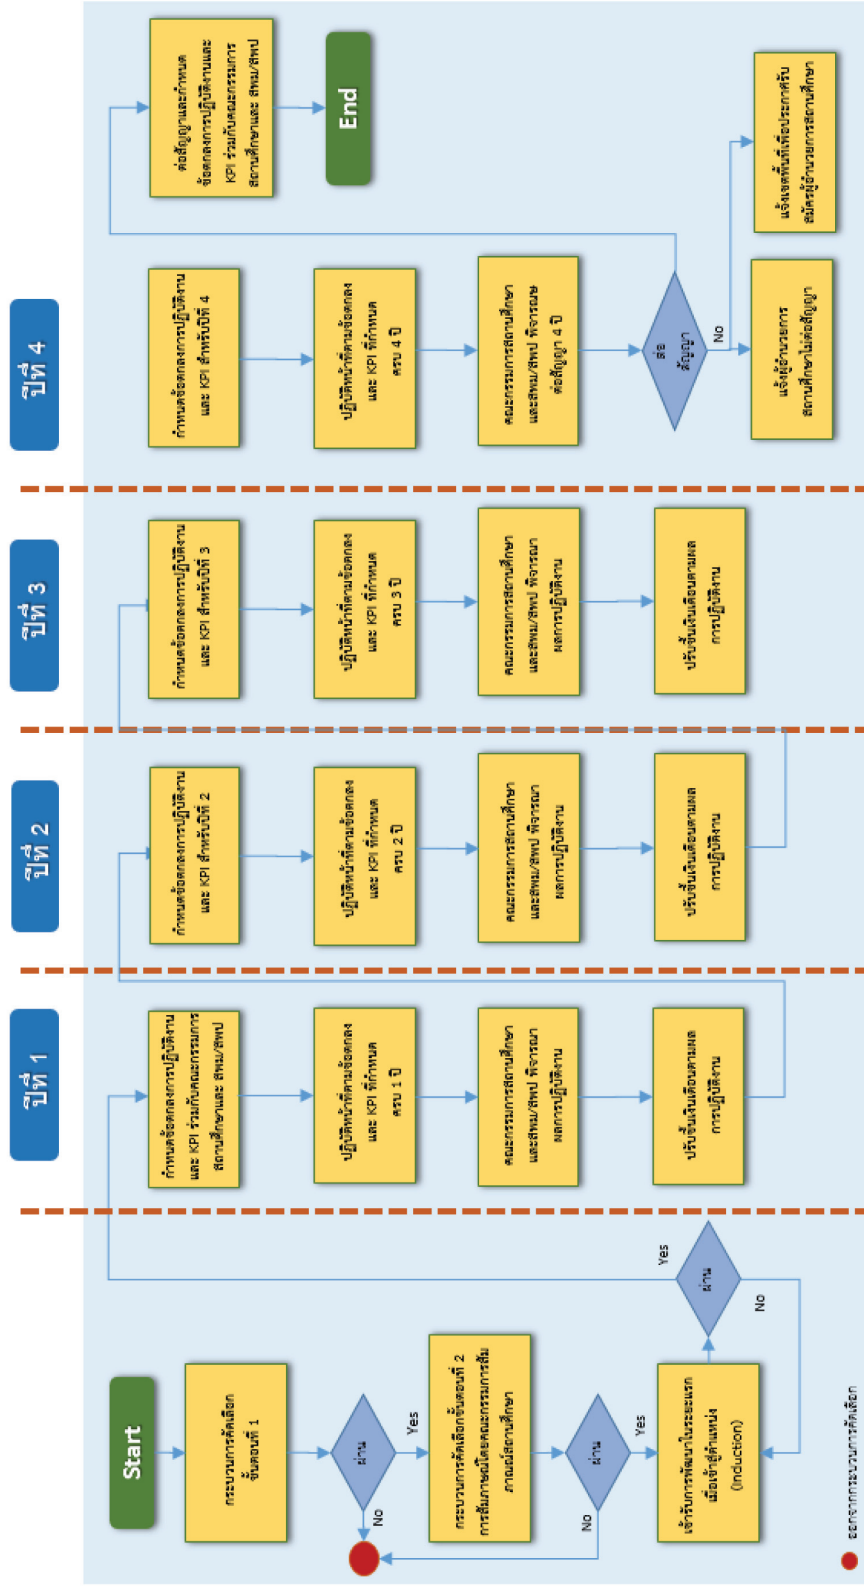 Start
กระบวนการคัดเลือก
ขั้นตอนที่ 1
ผ่าน
No
Yes
กระบวนการคัดเลือกขั้นตอนที่ 2
การสัมภาษณ์โดยคณะกรรมการสัม
ภาณณ์สถานศึกษา
ผ่าน
No
Yes
เข้ารับการพัฒนาในระยะแรก
เมื่อเข้าสู่ตำแหน่ง
(Induction)
ผ่าน
Yes
No
ออกจากกระบวนการคัดเลือก
ปีที่ 1
กำหนดข้อตกลงการปฏิบัติงาน
และ KPI ร่วมกับคณะกรรมการ
สถานศึกษาและ สพม/สพป
ปฏิบัติหน้าที่ตามข้อตกลง
และ KPI ที่กำหนด
ครบ 1 ปี
คณะกรรมการสถานศึกษา
และสพม/สพป พิจารณา
ผลการปฏิบัติงาน
ปรับขึ้นเงินเดือนตามผล
การปฏิบัติงาน
ปีที่ 2
กำหนดข้อตกลงการปฏิบัติงาน
และ KPI สำหรับปีที่ 2
ปฏิบัติหน้าที่ตามข้อตกลง
และ KPI ที่กำหนด
ครบ 2 ปี
คณะกรรมการสถานศึกษา
และสพม/สพป พิจารณา
ผลการปฏิบัติงาน
ปรับขึ้นเงินเดือนตามผล
การปฏิบัติงาน
ปีที่ 3
กำหนดข้อตกลงการปฏิบัติงาน
และ KPI สำหรับปีที่ 3
ปฏิบัติหน้าที่ตามข้อตกลง
และ KPI ที่กำหนด
ครบ 3 ปี
คณะกรรมการสถานศึกษา
และสพม/สพป พิจารณา
ผลการปฏิบัติงาน
ปรับขึ้นเงินเดือนตามผล
การปฏิบัติงาน
ปีที่ 4
กำหนดข้อตกลงการปฏิบัติงาน
และ KPI สำหรับปีที่ 4
ปฏิบัติหน้าที่ตามข้อตกลง
และ KPI ที่กำหนด
ครบ 4 ปี
คณะกรรมการสถานศึกษา
และสพม/สพป พิจารณษ
ต่อสัญญา 4 ปี
ต่อ
สัญญา
No
แจ้งผู้อำนวยการ
สถานศึกษาไม่ต่อสัญญา
แจ้งเขตพื้นที่เพื่อประกาศรับ
สมัครผู้อำนวยการสถานศึกษา
ต่อสัญญาและกำหนด
ข้อตกลงการปฏิบัติงานและ
KPI ร่วมกับคณะกรรมการ
สถานศึกษาและ สพม/สพป
End